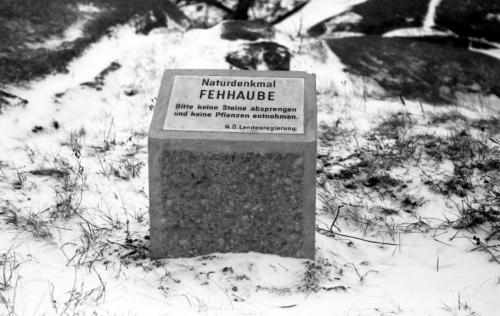 Naturdenkmal
FEHHAUBE
Bitte keine Steine absprengen
und keine Pflanzen entnehmen.
N.Ö. Landesregierung